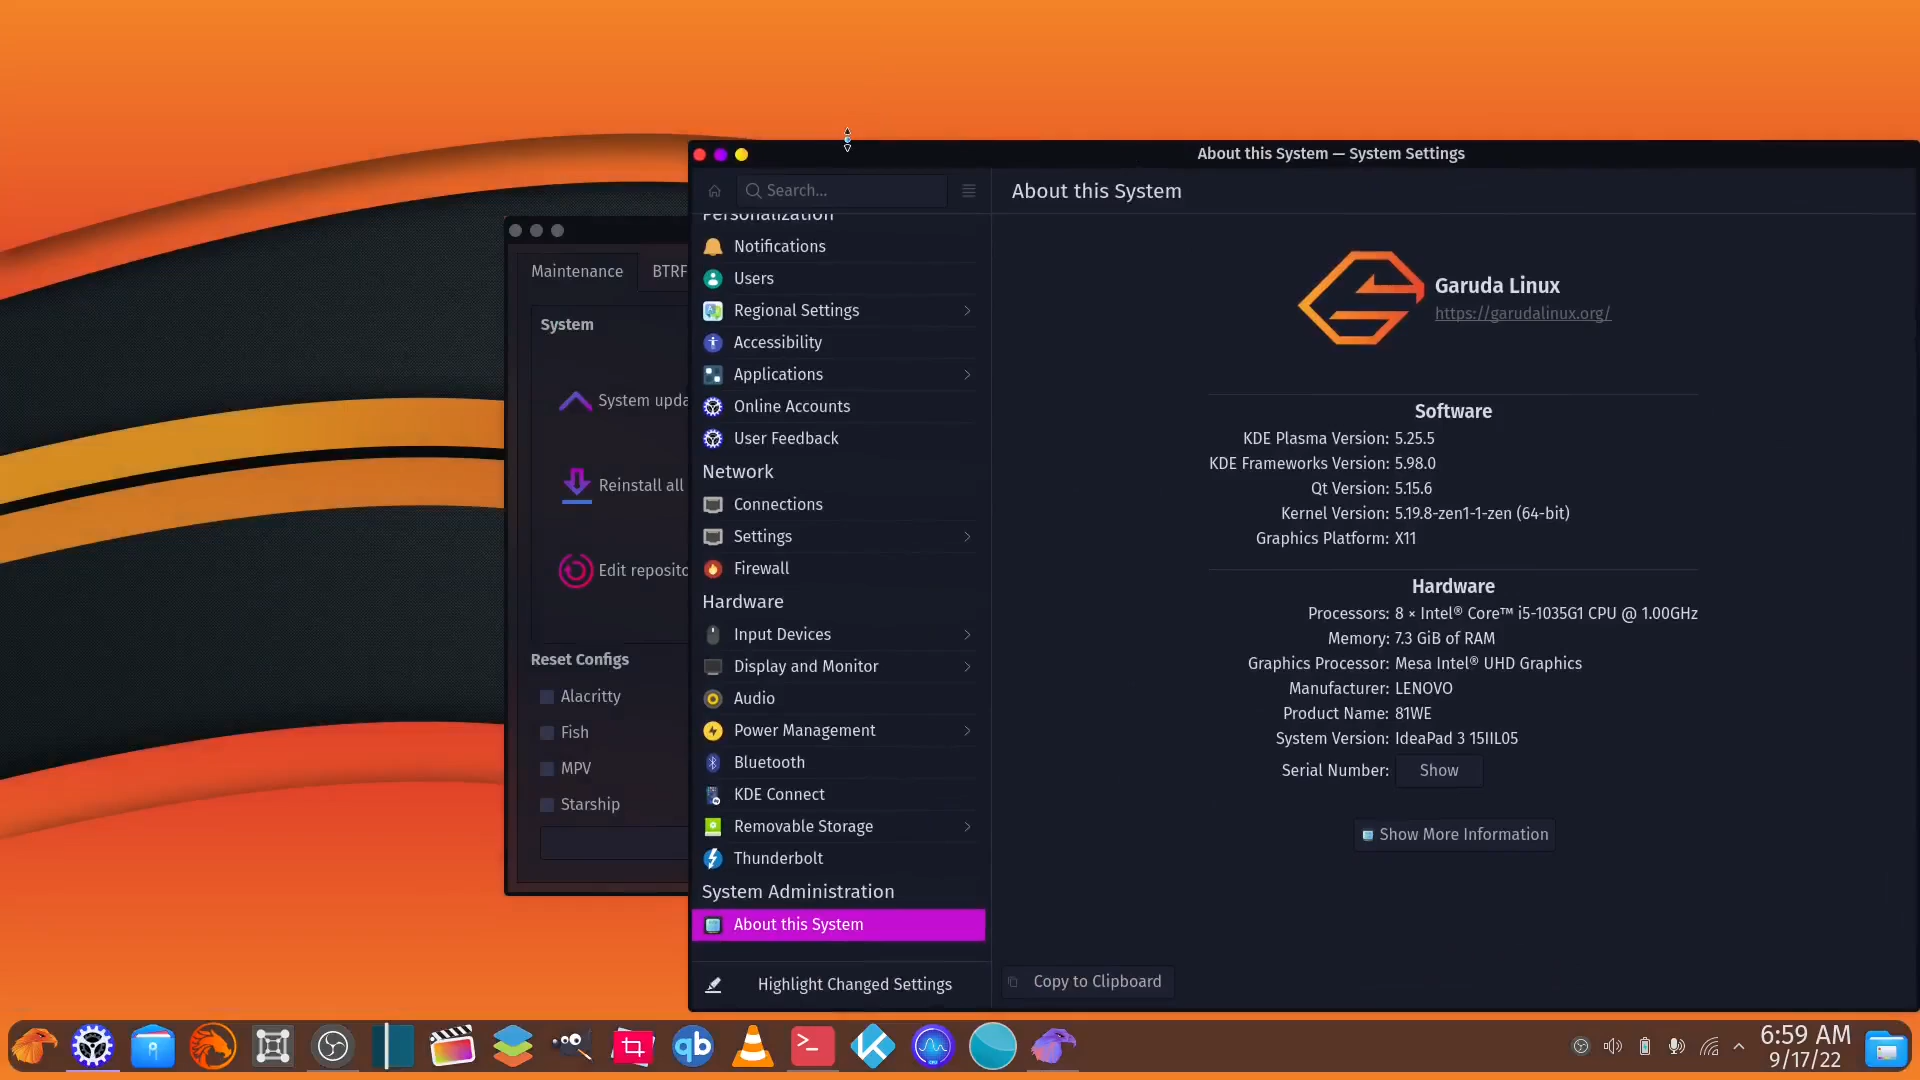 About this System — System Settings
Search...
About this System
Personalization
Notifications
Users
Regional Settings
Accessibility
Applications
Online Accounts
User Feedback
Network
Connections
Settings
Firewall
Hardware
Input Devices
Display and Monitor
Audio
Power Management
Bluetooth
KDE Connect
Removable Storage
Thunderbolt
System Administration
About this System
Highlight Changed Settings
Garuda Linux
https://garudalinux.org/
Software
KDE Plasma Version: 5.25.5
KDE Frameworks Version: 5.98.0
Qt Version: 5.15.6
Kernel Version: 5.19.8-zen1-1-zen (64-bit)
Graphics Platform: X11
Hardware
Processors: 8 × Intel® Core™ i5-1035G1 CPU @ 1.00GHz
Memory: 7.3 GiB of RAM
Graphics Processor: Mesa Intel® UHD Graphics
Manufacturer: LENOVO
Product Name: 81WE
System Version: IdeaPad 3 15IIL05
Serial Number: Show
Show More Information
Copy to Clipboard
Maintenance BTRF
System
System upda
Reinstall all
Edit reposito
Reset Configs
Alacritty
Fish
MPV
Starship
qb
6:59 AM
9/17/22